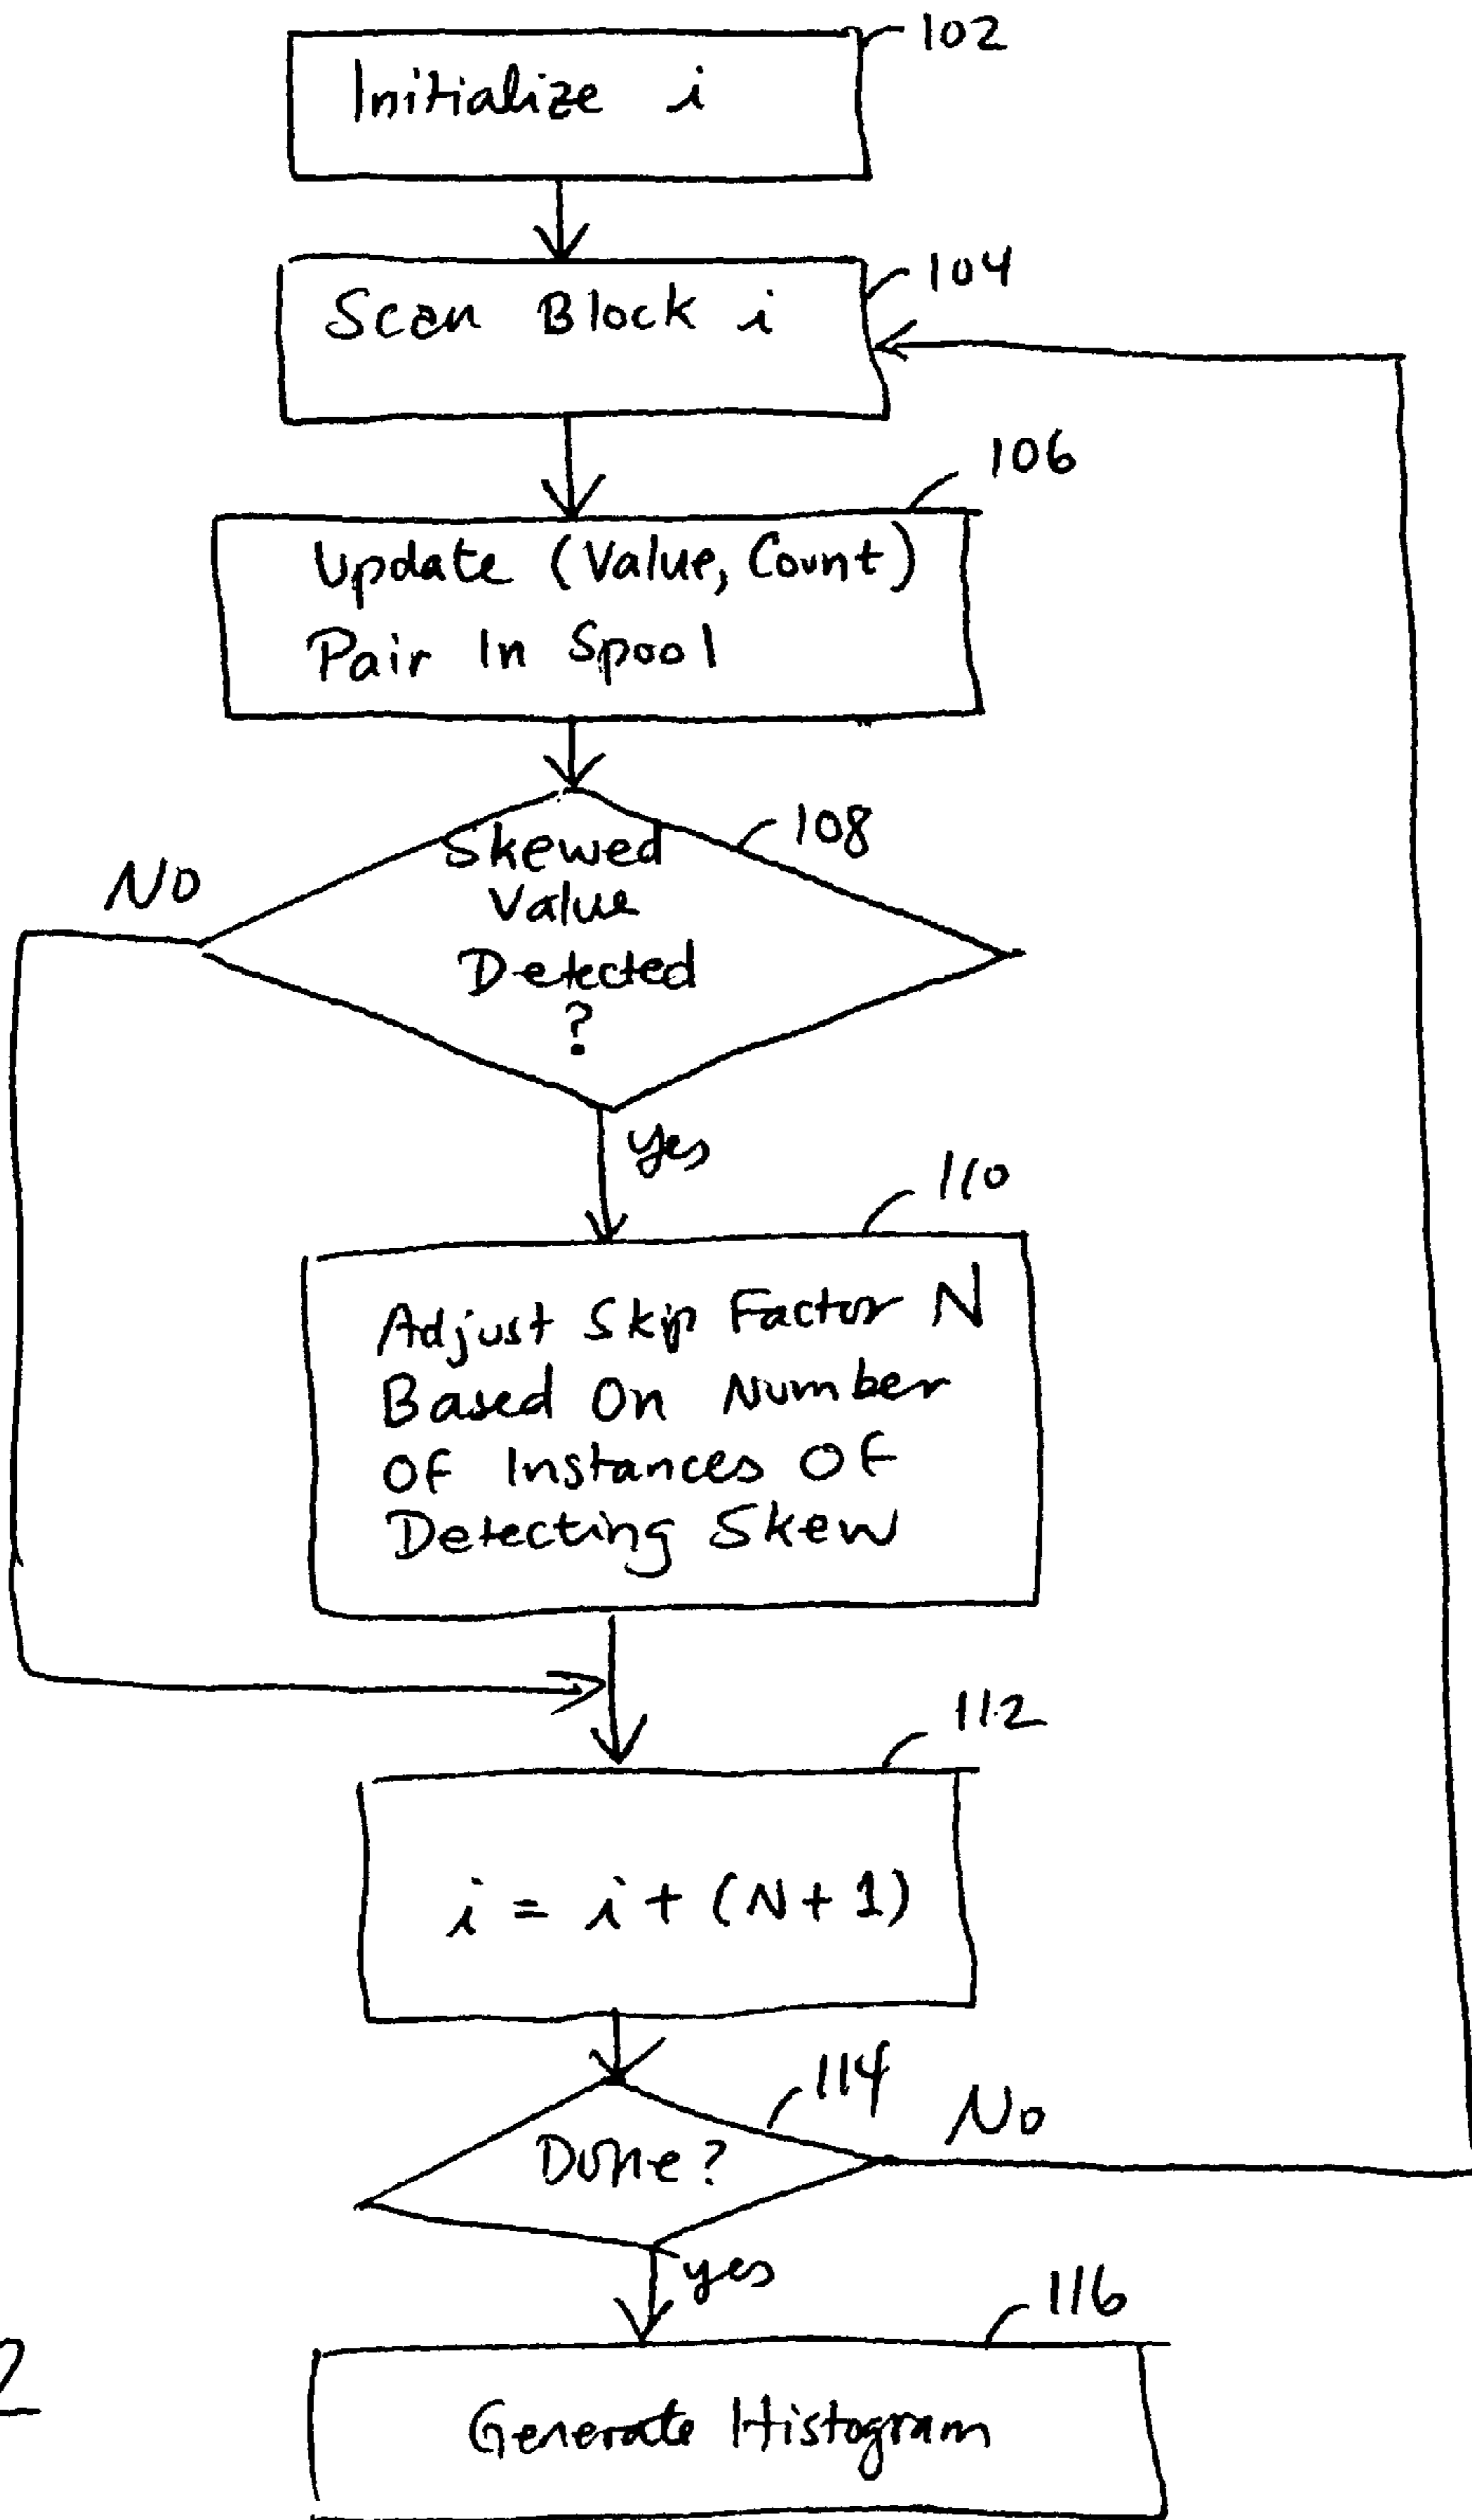 102
Initialize i
104
Scan Block i
106
Update (Value, Count)
Pair In Spool
108
Skewed
Value
Detected
?
No
yes
110
Adjust Skip Factor N
Based On Number
Of Instances Of
Detecting Skew
112
i = i + (N+1)
114
Done?
No
yes
116
Generate Histogram
2